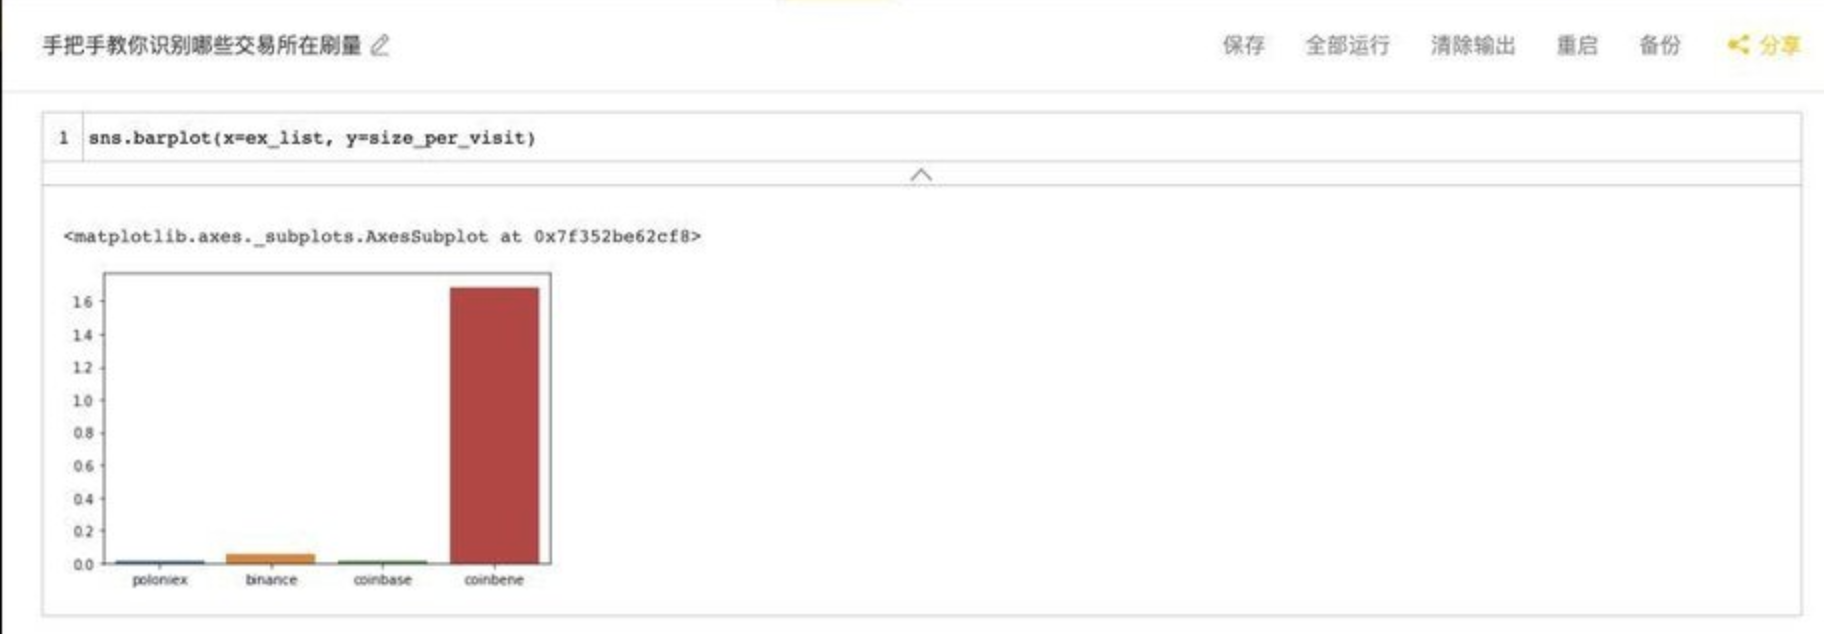 手把手教你识别哪些交易所在刷量
保存 全部运行 清除输出 重启 备份 分享
1 sns.barplot(x=ex_list, y=size_per_visit)
<matplotlib.axes._subplots.AxesSubplot at 0x7f352be62cf8>
1.6
1.4
1.2
1.0
0.8
0.6
0.4
0.2
0.0
poloniex binance coinbase coinbene